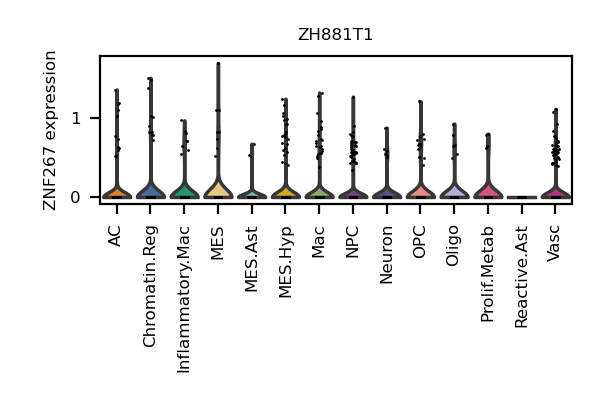 ZH881T1
ZNF267 expression
1
0
AC
Chromatin.Reg
Inflammatory.Mac
MES
MES.Ast
MES.Hyp
Mac
NPC
Neuron
OPC
Oligo
Prolif.Metab
Reactive.Ast
Vasc